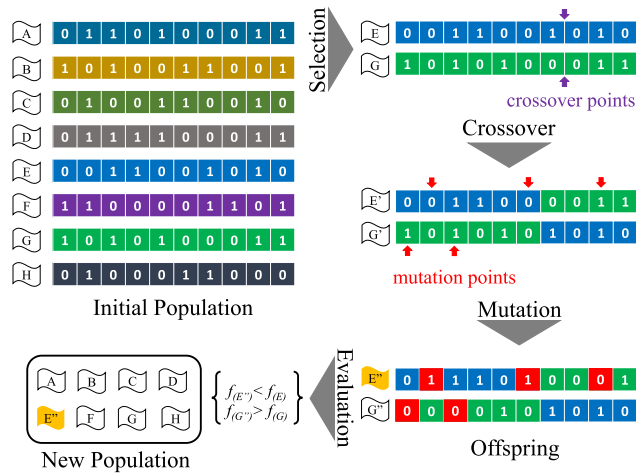 A 0 1 1 0 1 0 0 0 1 1
B 1 0 1 0 1 1 0 0 1 1
C 0 1 0 0 1 1 0 0 1 0
D 0 1 1 1 1 0 0 0 1 1
E 0 0 1 1 0 0 1 0 1 0
F 1 1 0 0 0 0 1 1 0 1
G 1 0 1 0 1 0 0 0 1 1
H 0 1 0 0 0 1 1 0 0 0
Initial Population
Selection
E 0 0 1 1 0 0 1 0 1 0
G 1 0 1 0 1 0 0 0 1 1
crossover points
Crossover
E' 0 0 1 1 0 0 0 0 1 1
G' 1 0 1 0 1 0 1 0 1 0
mutation points
Mutation
E" 0 1 1 1 0 1 0 0 0 1
G" 0 0 0 0 1 0 1 0 1 0
Offspring
Evaluation
f(E") < f(E)
f(G") > f(G)
A B C D
E" F G H
New Population